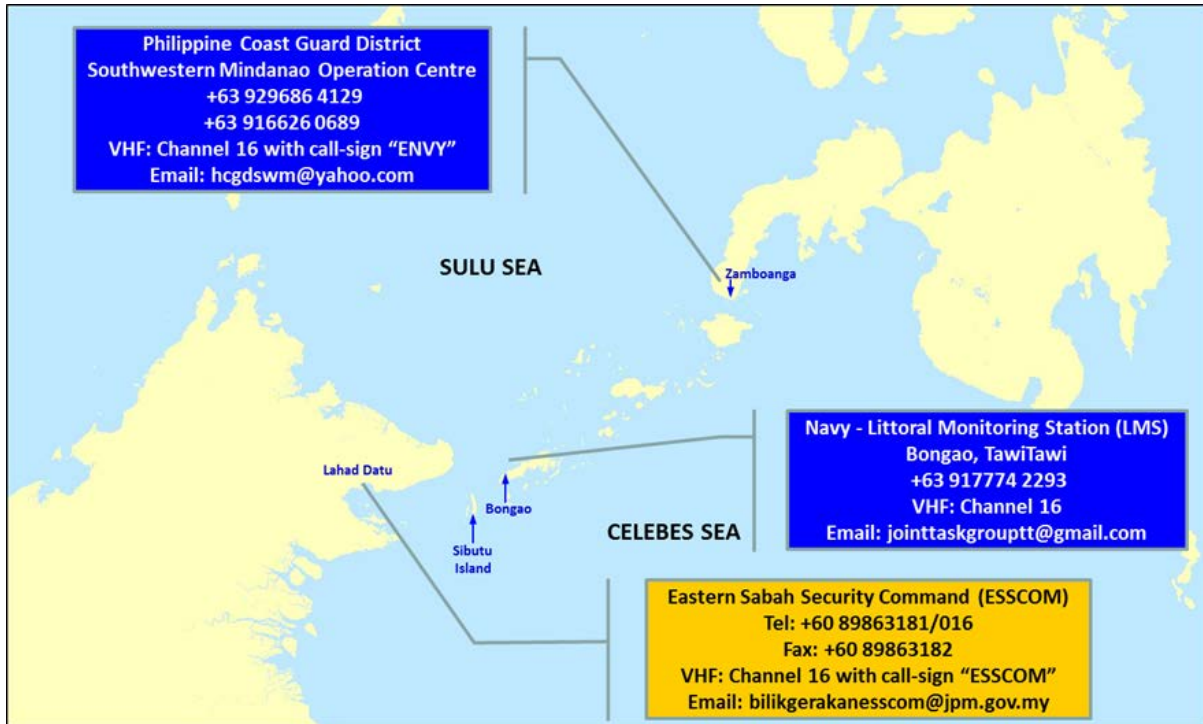 Philippine Coast Guard District
Southwestern Mindanao Operation Centre
+63 929686 4129
+63 916626 0689
VHF: Channel 16 with call-sign “ENVY”
Email: hcgdswm@yahoo.com
SULU SEA
Zamboanga
Navy - Littoral Monitoring Station (LMS)
Bongao, TawiTawi
+63 917774 2293
VHF: Channel 16
Email: jointtaskgrouptt@gmail.com
Lahad Datu
Bongao
CELEBES SEA
Sibutu
Island
Eastern Sabah Security Command (ESSCOM)
Tel: +60 89863181/016
Fax: +60 89863182
VHF: Channel 16 with call-sign “ESSCOM”
Email: bilikgerakanesscom@jpm.gov.my